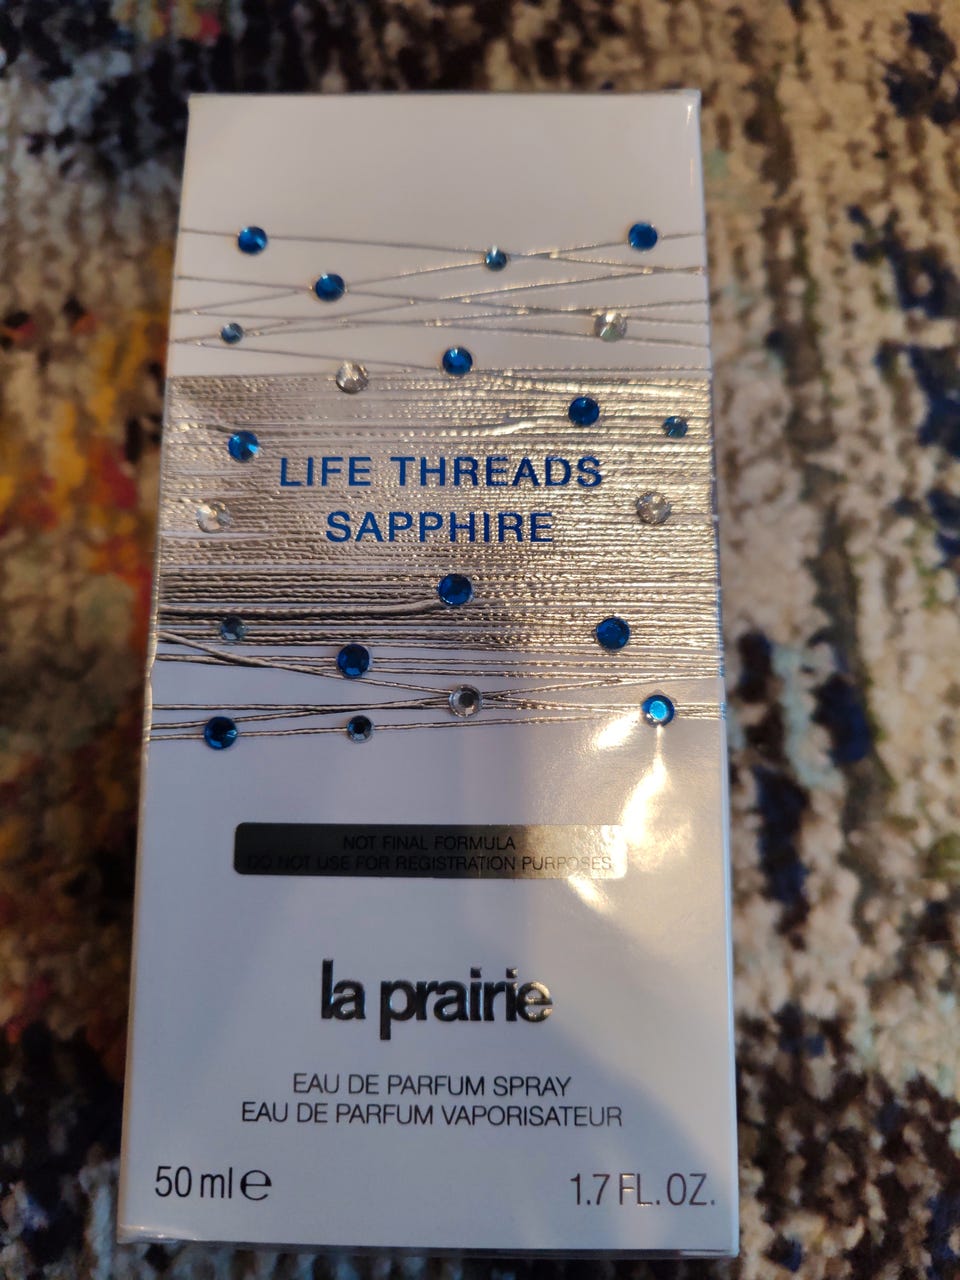 LIFE THREADS
SAPPHIRE
NOT FINAL FORMULA
DO NOT USE FOR REGISTRATION PURPOSES
la prairie
EAU DE PARFUM SPRAY
EAU DE PARFUM VAPORISATEUR
50 ml ℮ 1.7 FL.OZ.